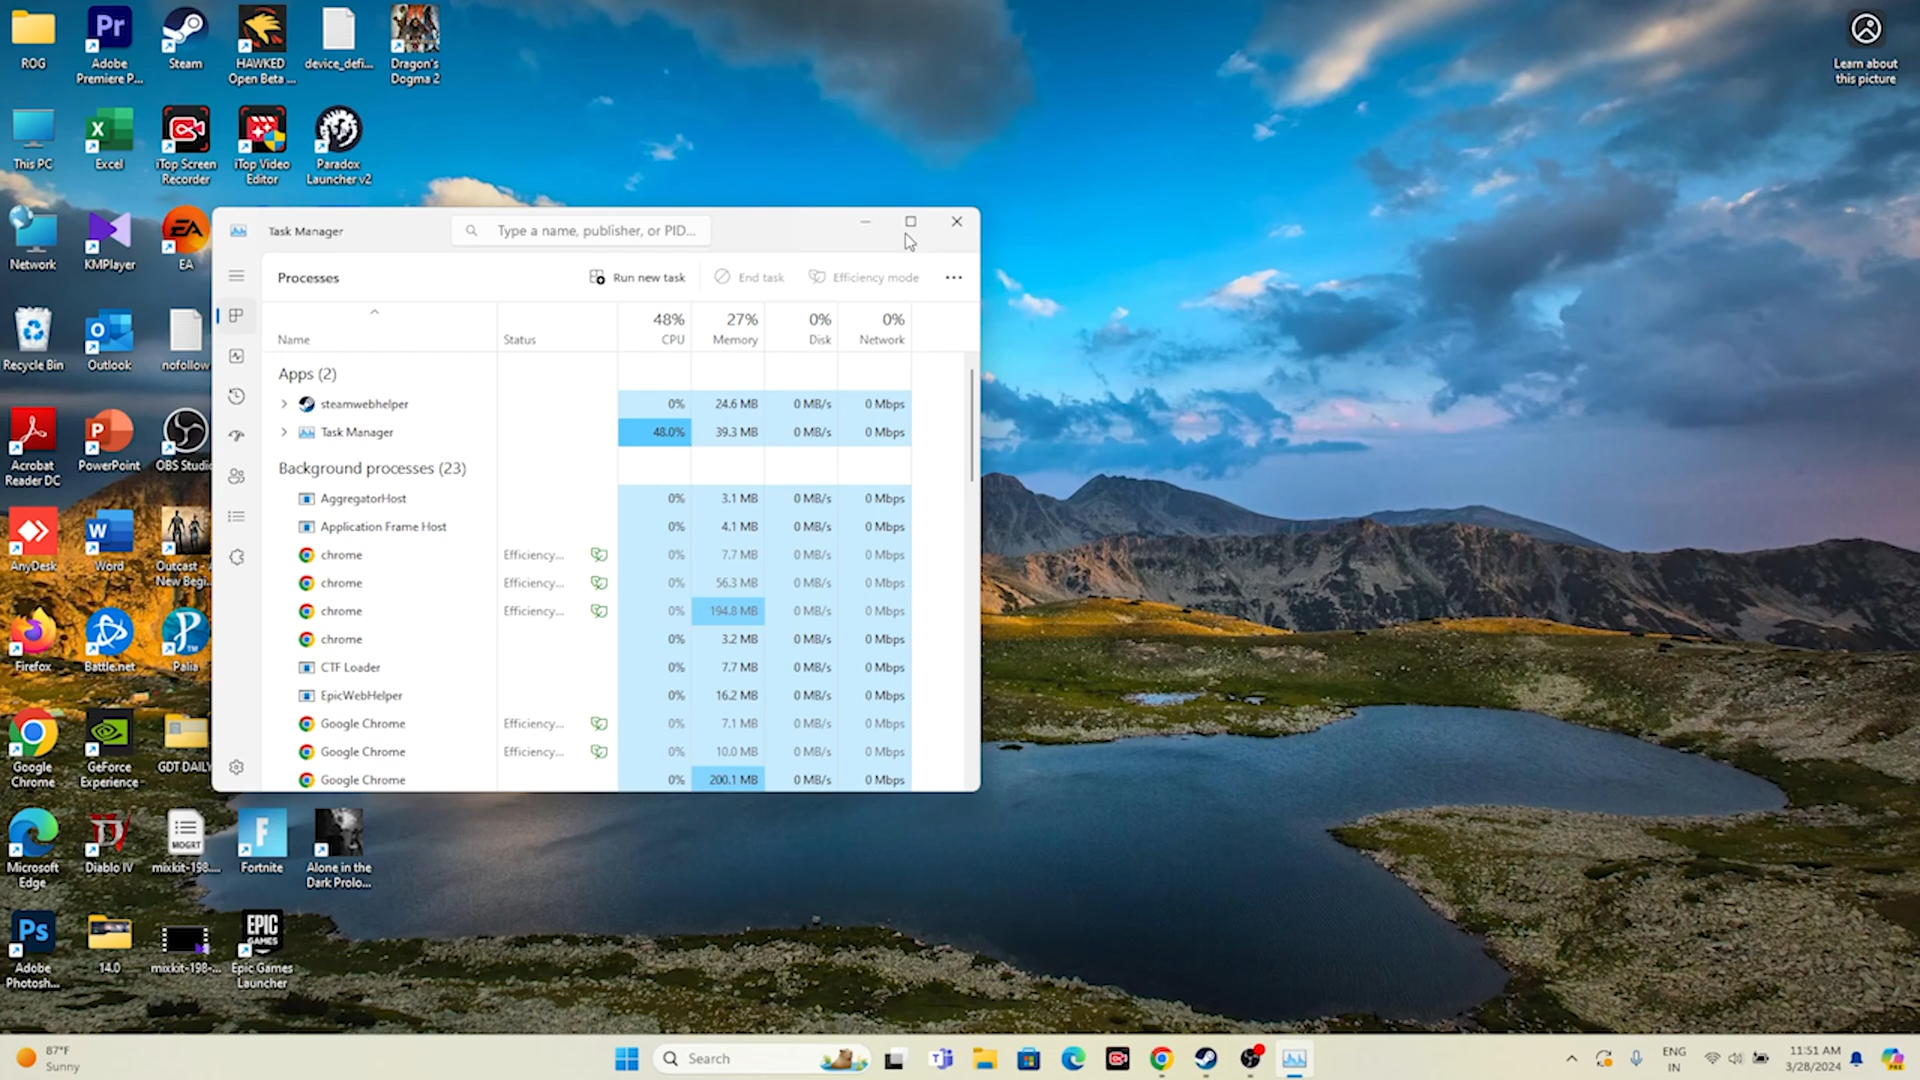 ROG
Adobe
Premiere P...
Steam
HAWKED
Open Beta ...
device_defi...
Dragon's
Dogma 2
Learn about
this picture
This PC
Excel
iTop Screen
Recorder
iTop Video
Editor
Paradox
Launcher v2
Network
KMPlayer
EA
Recycle Bin
Outlook
nofollow
Acrobat
Reader DC
PowerPoint
OBS Studio
AnyDesk
Word
Outcast - A
New Begi...
Firefox
Battle.net
Palia
Google
Chrome
GeForce
Experience
GDT DAILY
Microsoft
Edge
Diablo IV
MOGRT
mixkit-198....
Fortnite
Alone in the
Dark Prolo...
Adobe
Photosh...
14.0
mixkit-198-...
EPIC
GAMES
Epic Games
Launcher
Task Manager
Type a name, publisher, or PID...
Processes
Run new task
End task
Efficiency mode
48% 27% 0% 0%
Name Status CPU Memory Disk Network
Apps (2)
steamwebhelper 0% 24.6 MB 0 MB/s 0 Mbps
Task Manager 48.0% 39.3 MB 0 MB/s 0 Mbps
Background processes (23)
AggregatorHost 0% 3.1 MB 0 MB/s 0 Mbps
Application Frame Host 0% 4.1 MB 0 MB/s 0 Mbps
chrome Efficiency... 0% 7.7 MB 0 MB/s 0 Mbps
chrome Efficiency... 0% 56.3 MB 0 MB/s 0 Mbps
chrome Efficiency... 0% 194.8 MB 0 MB/s 0 Mbps
chrome 0% 3.2 MB 0 MB/s 0 Mbps
CTF Loader 0% 7.7 MB 0 MB/s 0 Mbps
EpicWebHelper 0% 16.2 MB 0 MB/s 0 Mbps
Google Chrome Efficiency... 0% 7.1 MB 0 MB/s 0 Mbps
Google Chrome Efficiency... 0% 10.0 MB 0 MB/s 0 Mbps
Google Chrome 0% 200.1 MB 0 MB/s 0 Mbps
87°F
Sunny
Search
ENG
IN
11:51 AM
3/28/2024